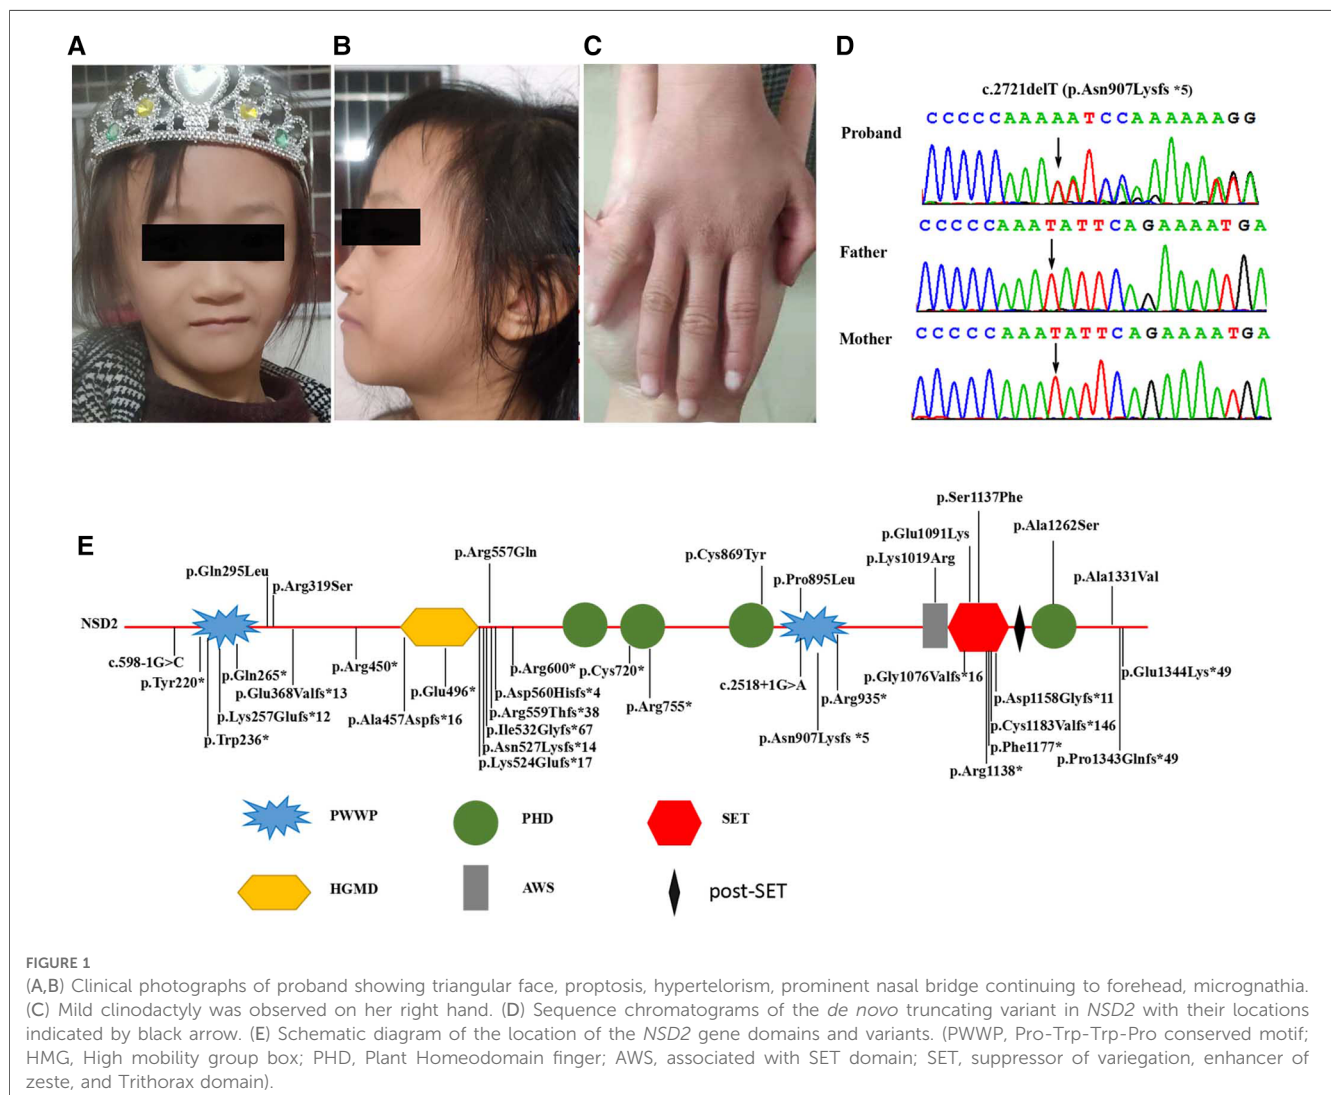 A
B
C
D
c.2721delT (p.Asn907Lysfs *5)
Proband
CCCCCAAAAATCCAAAAAAGG
Father
CCCCCAAATATTCAGAAAATGA
Mother
CCCCCAAATATTCAGAAAATGA
E
p.Ser1137Phe
p.Glu1091Lys
p.Ala1262Ser
p.Arg557Gln
p.Cys869Tyr
p.Lys1019Arg
p.Gln295Leu
p.Arg319Ser
p.Pro895Leu
p.Ala1331Val
NSD2
c.598-1G>C
p.Tyr220*
p.Gln265*
p.Glu368Valfs*13
p.Lys257Glufs*12
p.Trp236*
p.Arg450*
p.Glu496*
p.Ala457Aspfs*16
p.Arg600*
p.Asp560Hisfs*4
p.Arg559Thfs*38
p.Ile532Glyfs*67
p.Asn527Lysfs*14
p.Lys524Glufs*17
p.Cys720*
p.Arg755*
c.2518+1G>A
p.Arg935*
p.Asn907Lysfs *5
p.Gly1076Valfs*16
p.Asp1158Glyfs*11
p.Cys1183Valfs*146
p.Phe1177*
p.Arg1138*
p.Glu1344Lys*49
p.Pro1343Glnfs*49
PWWP
PHD
SET
HGMD
AWS
post-SET
FIGURE 1
(A,B) Clinical photographs of proband showing triangular face, proptosis, hypertelorism, prominent nasal bridge continuing to forehead, micrognathia.
(C) Mild clinodactyly was observed on her right hand. (D) Sequence chromatograms of the de novo truncating variant in NSD2 with their locations
indicated by black arrow. (E) Schematic diagram of the location of the NSD2 gene domains and variants. (PWWP, Pro-Trp-Trp-Pro conserved motif;
HMG, High mobility group box; PHD, Plant Homeodomain finger; AWS, associated with SET domain; SET, suppressor of variegation, enhancer of
zeste, and Trithorax domain).